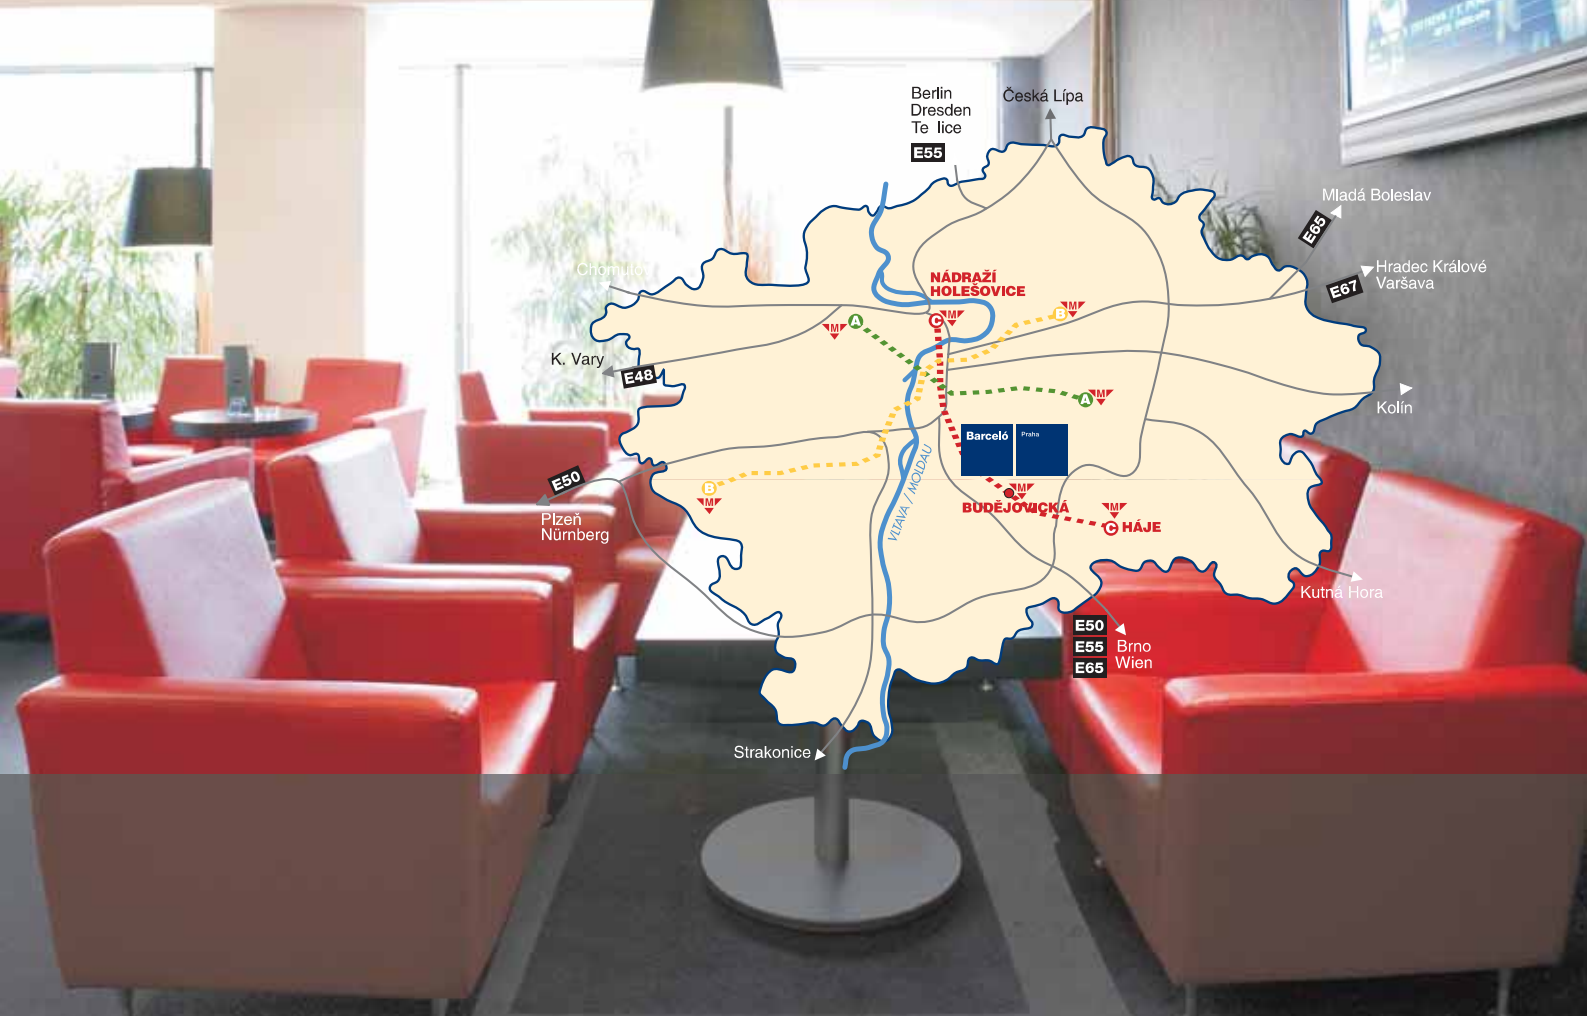 Berlin
Dresden
Te lice
E55
Česká Lípa
Mladá Boleslav
E65
Hradec Králové
Varšava
E67
Chomutov
NÁDRAŽÍ
HOLEŠOVICE
M
A
C
M
B
M
K. Vary
E48
A
M
Kolín
Barceló
Praha
VLTAVA / MOLDAU
E50
Plzeň
Nürnberg
B
M
M
BUDĚJOVICKÁ
M
C HÁJE
Kutná Hora
E50
E55
E65
Brno
Wien
Strakonice